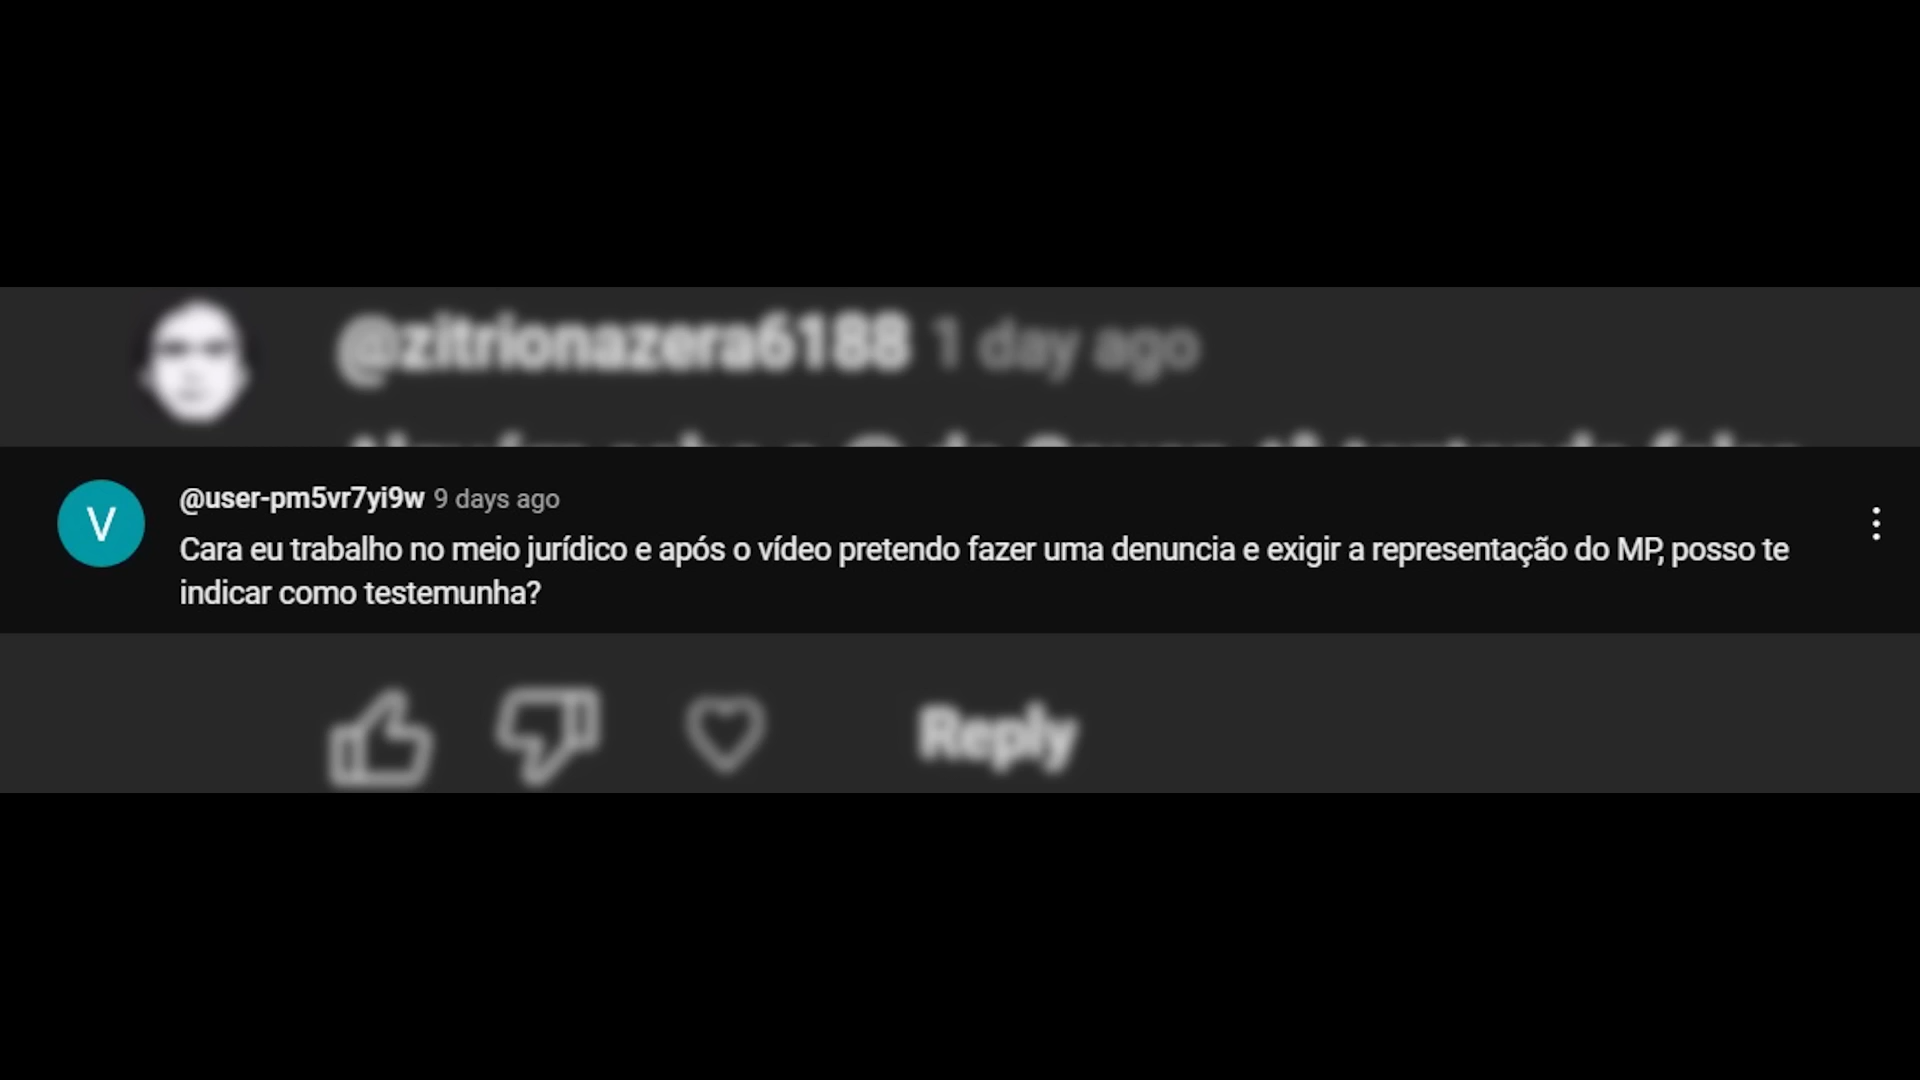 @zitrionazera6188 1 day ago
V
@user-pm5vr7yi9w 9 days ago
Cara eu trabalho no meio jurídico e após o vídeo pretendo fazer uma denuncia e exigir a representação do MP, posso te
indicar como testemunha?
Reply